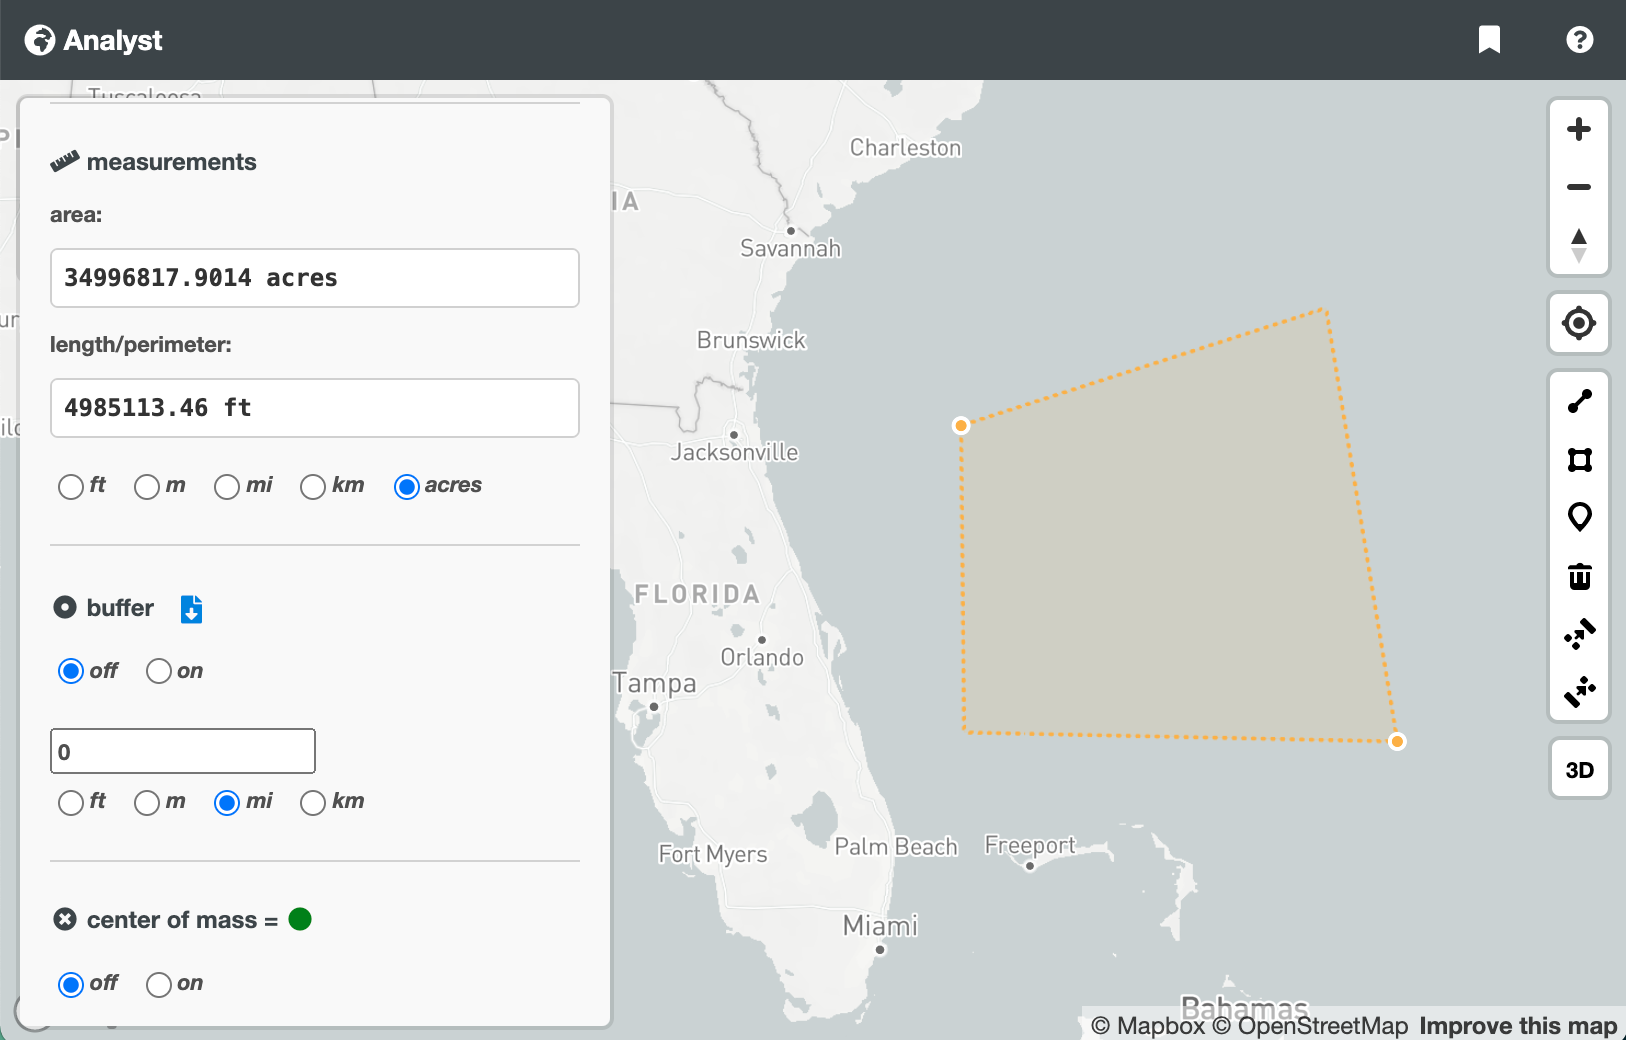 Analyst
Tuscaloosa
measurements
area:
34996817.9014 acres
length/perimeter:
4985113.46 ft
ft m mi km acres
buffer
off on
0
ft m mi km
center of mass =
off on
Charleston
IA
Savannah
Brunswick
Jacksonville
FLORIDA
Orlando
Tampa
Fort Myers
Palm Beach
Freeport
Miami
Bahamas
3D
© Mapbox © OpenStreetMap Improve this map